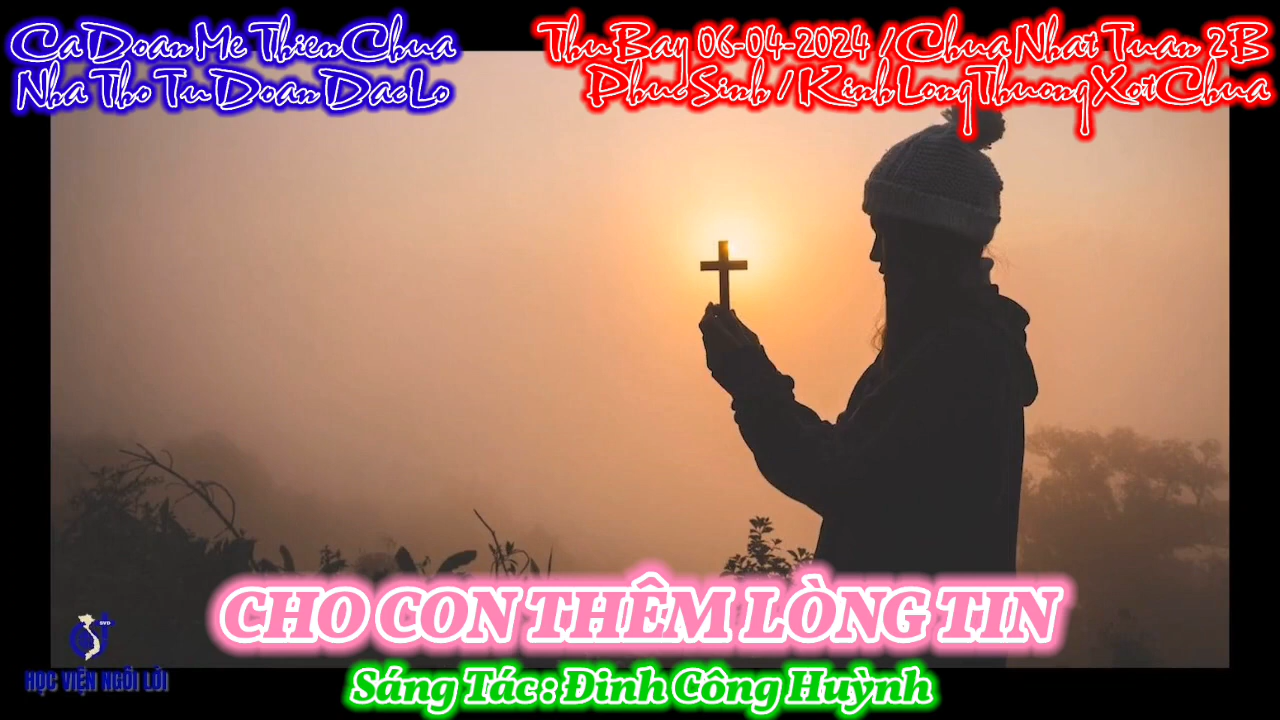 Ca Doan Me Thien Chua
Nha Tho Tu Doan Dac Lo
Thu Bay 06-04-2024 / Chua Nhat Tuan 2B
Phuc Sinh / Kinh Long Thuong Xot Chua
CHO CON THÊM LÒNG TIN
Sáng Tác : Đinh Công Huỳnh
SVD
HỌC VIỆN NGÔI LỜI